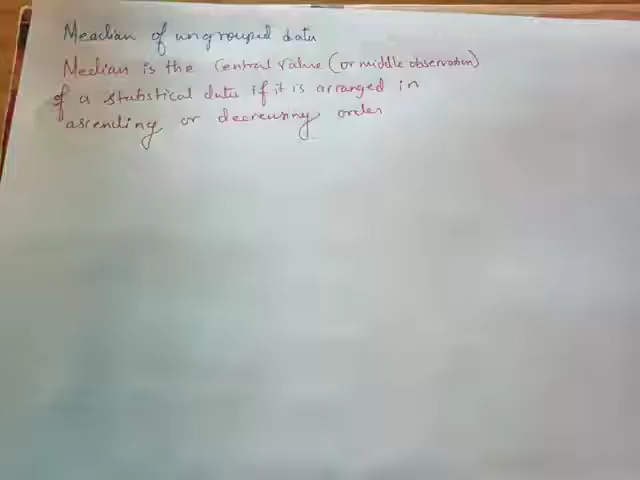 Meadian of ungrouped data
Median is the Central value (or middle observation)
of a statistical data if it is arranged in
ascending or decreasing order